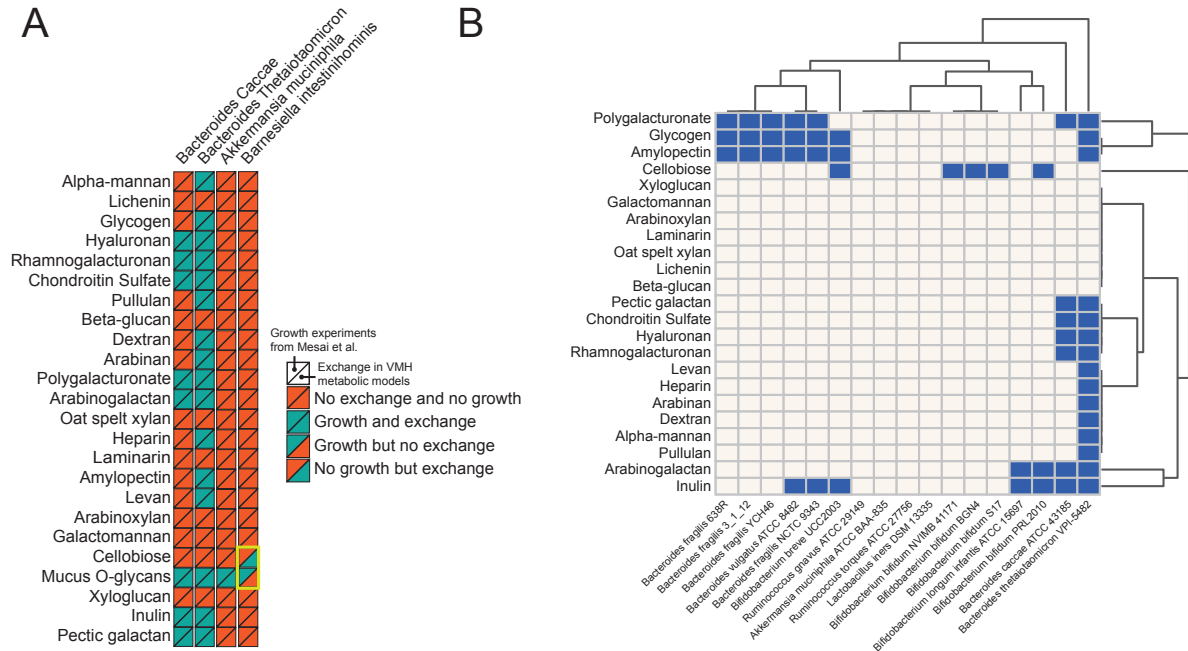 A
Bacteroides Caccae
Bacteroides Thetaiotaomicron
Akkermansia muciniphila
Barnesiella intestinihominis
Alpha-mannan
Lichenin
Glycogen
Hyaluronan
Rhamnogalacturonan
Chondroitin Sulfate
Pullulan
Beta-glucan
Dextran
Arabinan
Polygalacturonate
Arabinogalactan
Oat spelt xylan
Heparin
Laminarin
Amylopectin
Levan
Arabinoxylan
Galactomannan
Cellobiose
Mucus O-glycans
Xyloglucan
Inulin
Pectic galactan
Growth experiments
from Mesai et al.
Exchange in VMH
metabolic models
No exchange and no growth
Growth and exchange
Growth but no exchange
No growth but exchange
B
Polygalacturonate
Glycogen
Amylopectin
Cellobiose
Xyloglucan
Galactomannan
Arabinoxylan
Laminarin
Oat spelt xylan
Lichenin
Beta-glucan
Pectic galactan
Chondroitin Sulfate
Hyaluronan
Rhamnogalacturonan
Levan
Heparin
Arabinan
Dextran
Alpha-mannan
Pullulan
Arabinogalactan
Inulin
Bacteroides fragilis 638R
Bacteroides fragilis 3_1_12
Bacteroides fragilis YCH46
Bacteroides vulgatus ATCC 8482
Bacteroides fragilis NCTC 9343
Bifidobacterium breve UCC2003
Ruminococcus gnavus ATCC 29149
Akkermansia muciniphila ATCC BAA-835
Ruminococcus torques ATCC 27756
Lactobacillus iners DSM 13335
Bifidobacterium bifidum NVIMB 41171
Bifidobacterium bifidum BGN4
Bifidobacterium bifidum S17
Bifidobacterium longum infantis ATCC 15697
Bifidobacterium bifidum PRL2010
Bacteroides caccae ATCC 43185
Bacteroides thetaiotaomicron VPI-5482